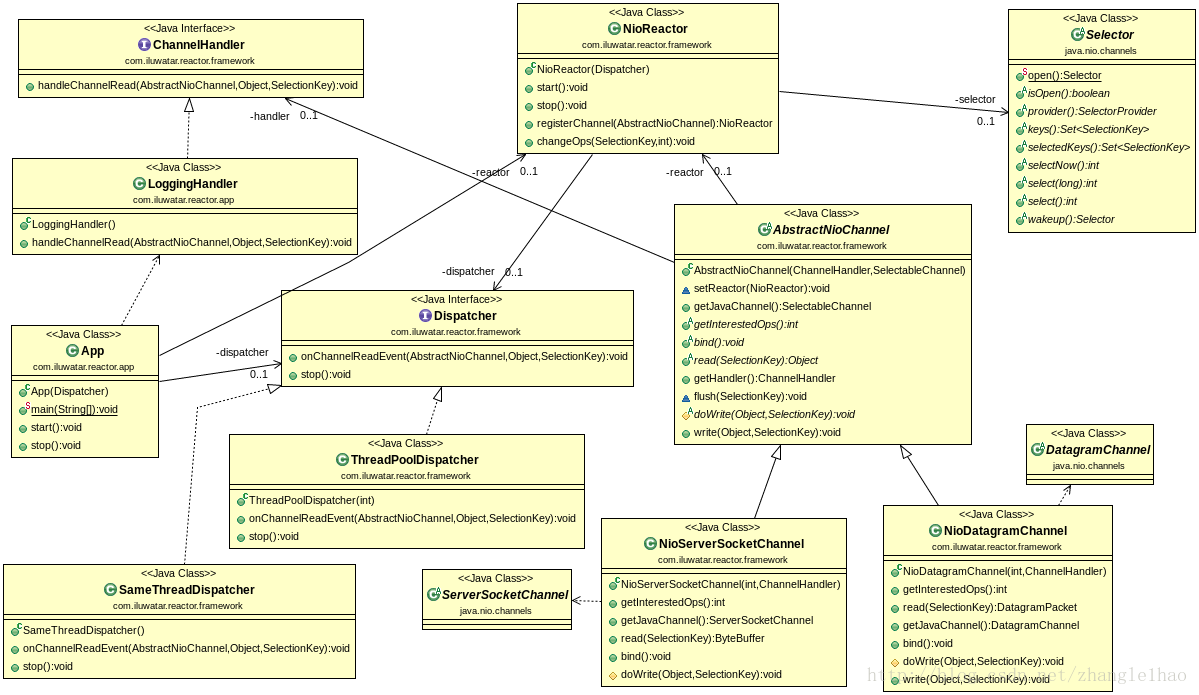 <<Java Interface>>
ChannelHandler
com.iluwatar.reactor.framework
handleChannelRead(AbstractNioChannel,Object,SelectionKey):void
<<Java Class>>
NioReactor
com.iluwatar.reactor.framework
NioReactor(Dispatcher)
start():void
stop():void
registerChannel(AbstractNioChannel):NioReactor
changeOps(SelectionKey,int):void
<<Java Class>>
Selector
java.nio.channels
open():Selector
isOpen():boolean
provider():SelectorProvider
keys():Set<SelectionKey>
selectedKeys():Set<SelectionKey>
selectNow():int
select(long):int
select():int
wakeup():Selector
-selector
0..1
-handler 0..1
<<Java Class>>
LoggingHandler
com.iluwatar.reactor.app
LoggingHandler()
handleChannelRead(AbstractNioChannel,Object,SelectionKey):void
-reactor 0..1
-reactor 0..1
<<Java Class>>
AbstractNioChannel
com.iluwatar.reactor.framework
AbstractNioChannel(ChannelHandler,SelectableChannel)
setReactor(NioReactor):void
getJavaChannel():SelectableChannel
getInterestedOps():int
bind():void
read(SelectionKey):Object
getHandler():ChannelHandler
flush(SelectionKey):void
doWrite(Object,SelectionKey):void
write(Object,SelectionKey):void
-dispatcher 0..1
<<Java Interface>>
Dispatcher
com.iluwatar.reactor.framework
onChannelReadEvent(AbstractNioChannel,Object,SelectionKey):void
stop():void
<<Java Class>>
App
com.iluwatar.reactor.app
App(Dispatcher)
main(String[]):void
start():void
stop():void
-dispatcher
0..1
<<Java Class>>
ThreadPoolDispatcher
com.iluwatar.reactor.framework
ThreadPoolDispatcher(int)
onChannelReadEvent(AbstractNioChannel,Object,SelectionKey):void
stop():void
<<Java Class>>
DatagramChannel
java.nio.channels
<<Java Class>>
SameThreadDispatcher
com.iluwatar.reactor.framework
SameThreadDispatcher()
onChannelReadEvent(AbstractNioChannel,Object,SelectionKey):void
stop():void
<<Java Class>>
ServerSocketChannel
java.nio.channels
<<Java Class>>
NioServerSocketChannel
com.iluwatar.reactor.framework
NioServerSocketChannel(int,ChannelHandler)
getInterestedOps():int
getJavaChannel():ServerSocketChannel
read(SelectionKey):ByteBuffer
bind():void
doWrite(Object,SelectionKey):void
<<Java Class>>
NioDatagramChannel
com.iluwatar.reactor.framework
NioDatagramChannel(int,ChannelHandler)
getInterestedOps():int
read(SelectionKey):DatagramPacket
getJavaChannel():DatagramChannel
bind():void
doWrite(Object,SelectionKey):void
write(Object,SelectionKey):void